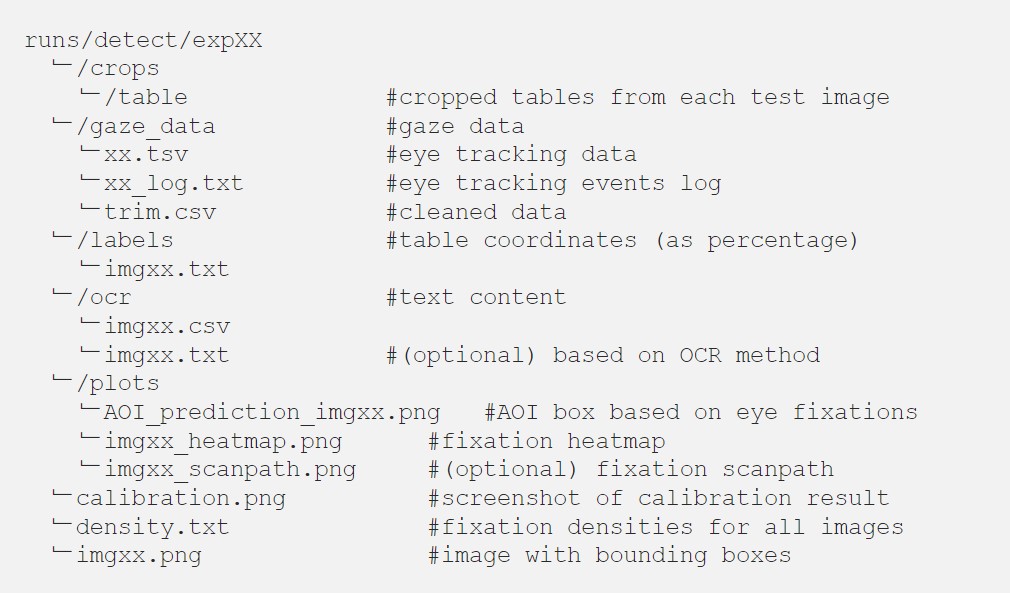 runs/detect/expXX
└─/crops
└─/table #cropped tables from each test image
└─/gaze_data #gaze data
└─xx.tsv #eye tracking data
└─xx_log.txt #eye tracking events log
└─trim.csv #cleaned data
└─/labels #table coordinates (as percentage)
└─imgxx.txt
└─/ocr #text content
└─imgxx.csv
└─imgxx.txt #(optional) based on OCR method
└─/plots
└─AOI_prediction_imgxx.png #AOI box based on eye fixations
└─imgxx_heatmap.png #fixation heatmap
└─imgxx_scanpath.png #(optional) fixation scanpath
└─calibration.png #screenshot of calibration result
└─density.txt #fixation densities for all images
└─imgxx.png #image with bounding boxes